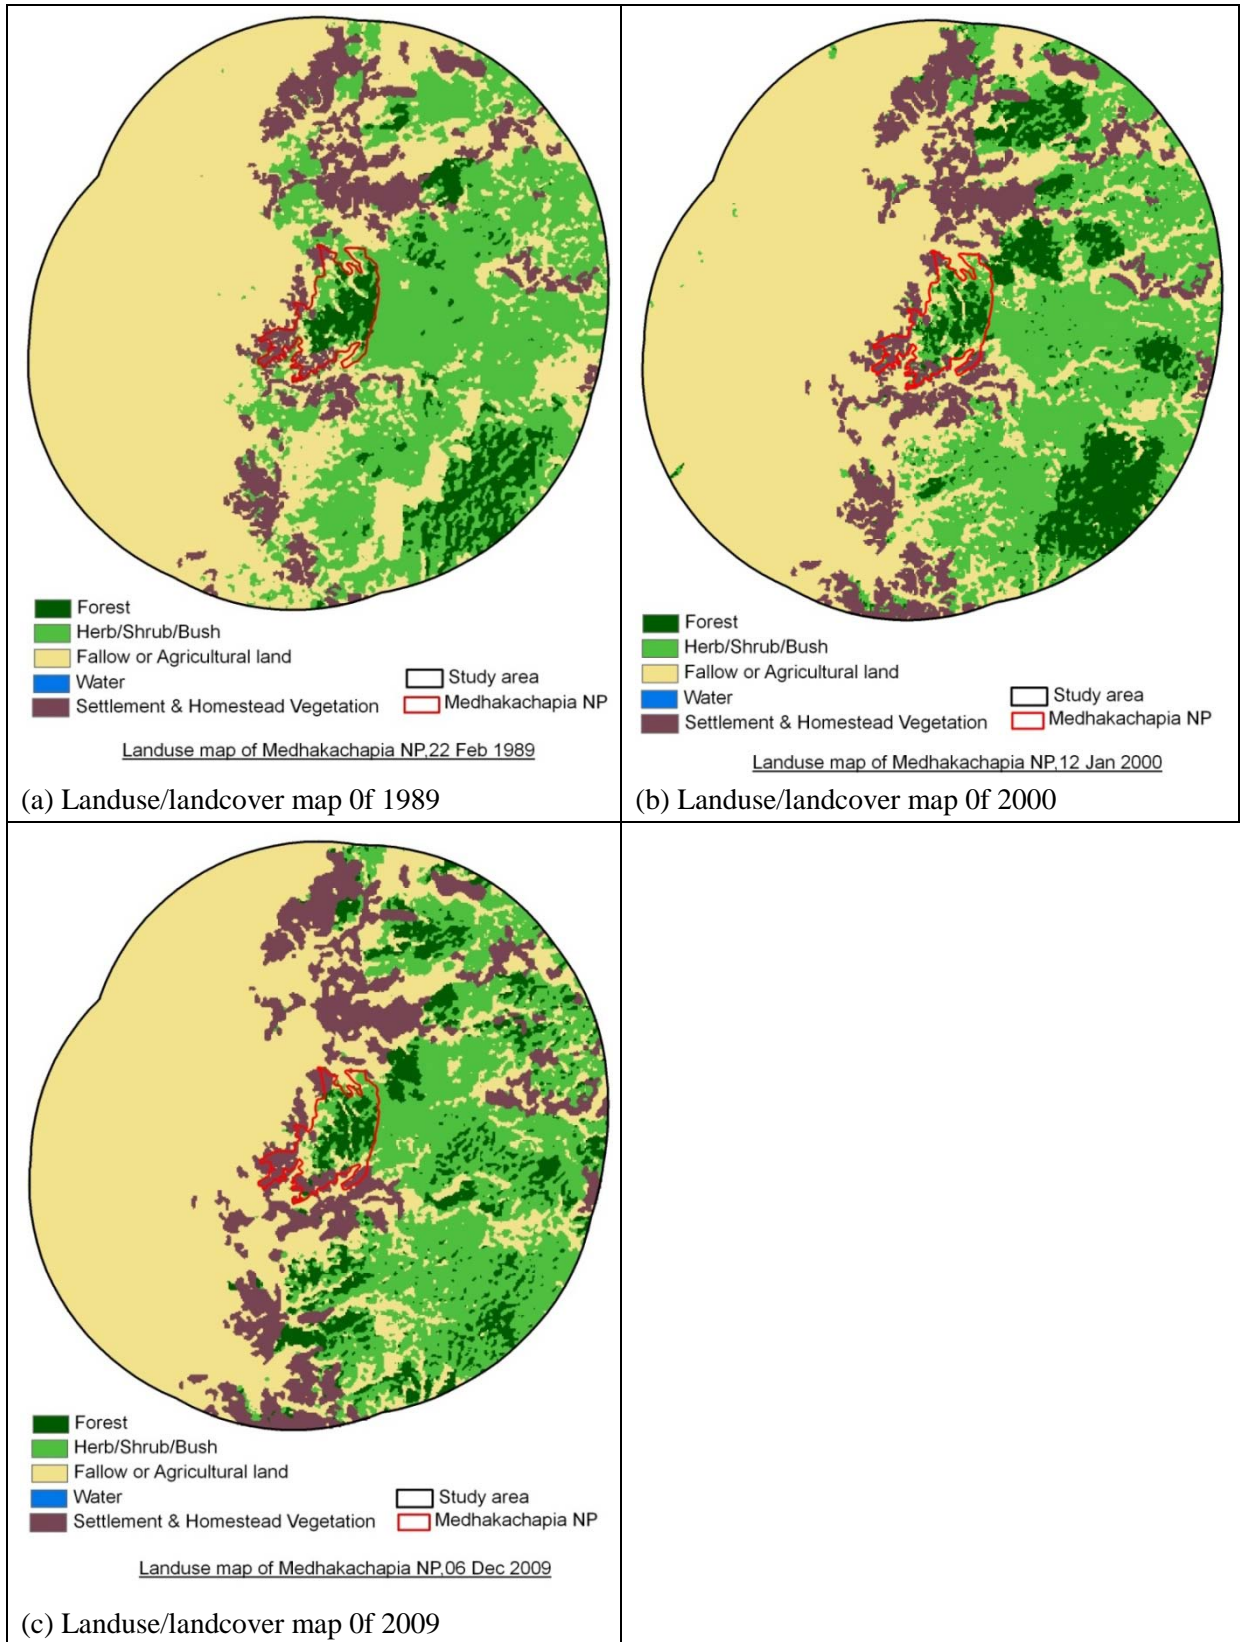 Forest
Herb/Shrub/Bush
Fallow or Agricultural land
Water
Settlement & Homestead Vegetation
Study area
Medhakachapia NP
Landuse map of Medhakachapia NP,22 Feb 1989
(a) Landuse/landcover map 0f 1989
Forest
Herb/Shrub/Bush
Fallow or Agricultural land
Water
Settlement & Homestead Vegetation
Study area
Medhakachapia NP
Landuse map of Medhakachapia NP,12 Jan 2000
(b) Landuse/landcover map 0f 2000
Forest
Herb/Shrub/Bush
Fallow or Agricultural land
Water
Settlement & Homestead Vegetation
Study area
Medhakachapia NP
Landuse map of Medhakachapia NP,06 Dec 2009
(c) Landuse/landcover map 0f 2009